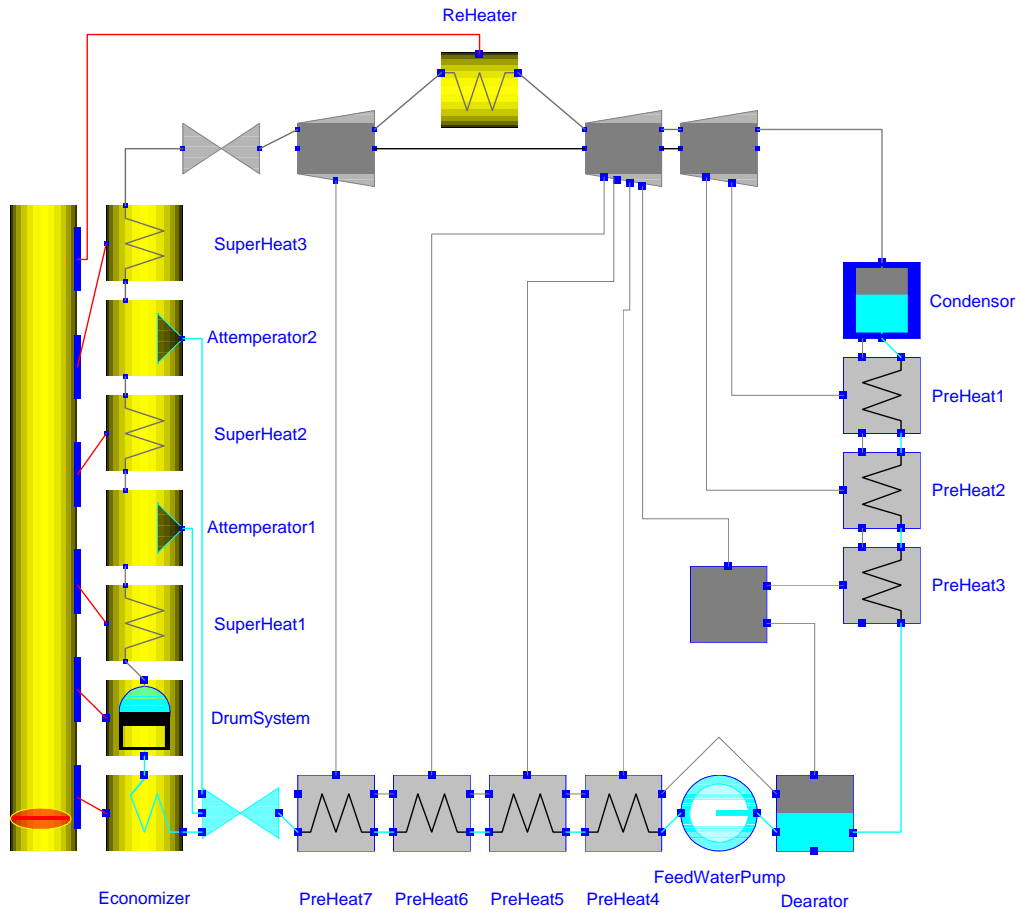 ReHeater
SuperHeat3
Condensor
Attemperator2
PreHeat1
SuperHeat2
PreHeat2
Attemperator1
PreHeat3
SuperHeat1
DrumSystem
FeedWaterPump
Economizer
PreHeat7
PreHeat6
PreHeat5
PreHeat4
Dearator